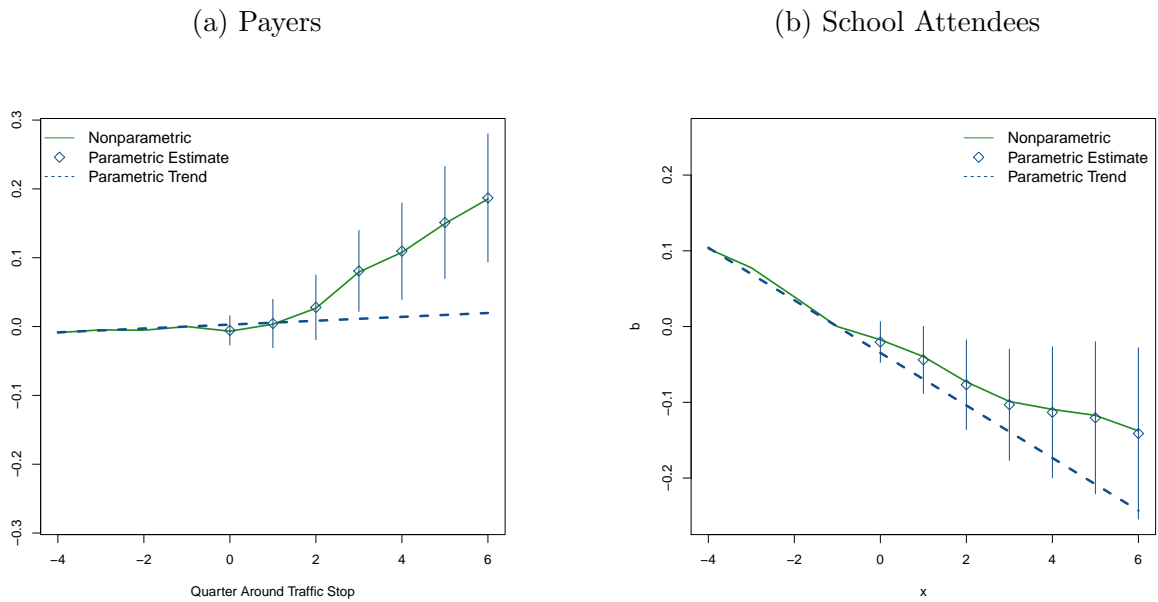 (a) Payers
(b) School Attendees
Nonparametric
Parametric Estimate
Parametric Trend
0.3
0.2
0.1
0.0
−0.1
−0.2
−0.3
−4
−2
0
2
4
6
Quarter Around Traffic Stop
Nonparametric
Parametric Estimate
Parametric Trend
b
0.2
0.1
0.0
−0.1
−0.2
−4
−2
0
2
4
6
x